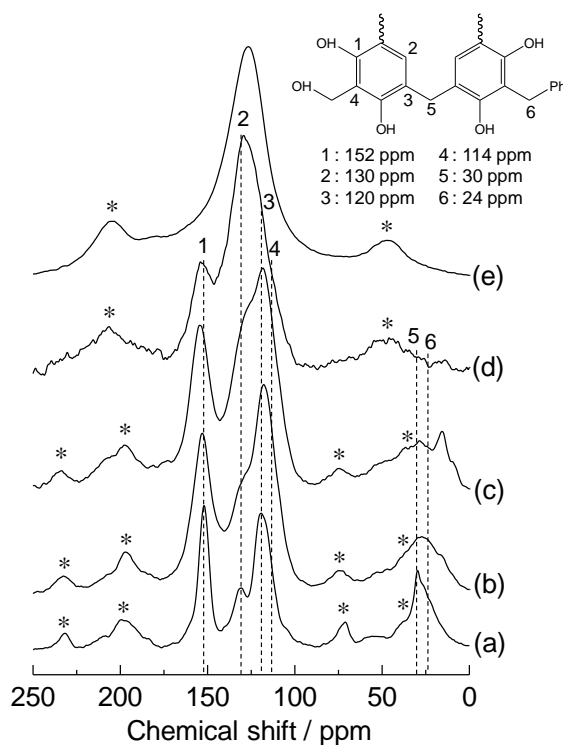 OH
1
2
OH
OH
4
3
5
6
Ph
OH
OH
1 : 152 ppm 4 : 114 ppm
2 : 130 ppm 5 : 30 ppm
3 : 120 ppm 6 : 24 ppm
2
3
4
1
* *
(e)
* *
5 6
(d)
* * * *
(c)
* * * *
(b)
* * * *
(a)
250 200 150 100 50 0
Chemical shift / ppm